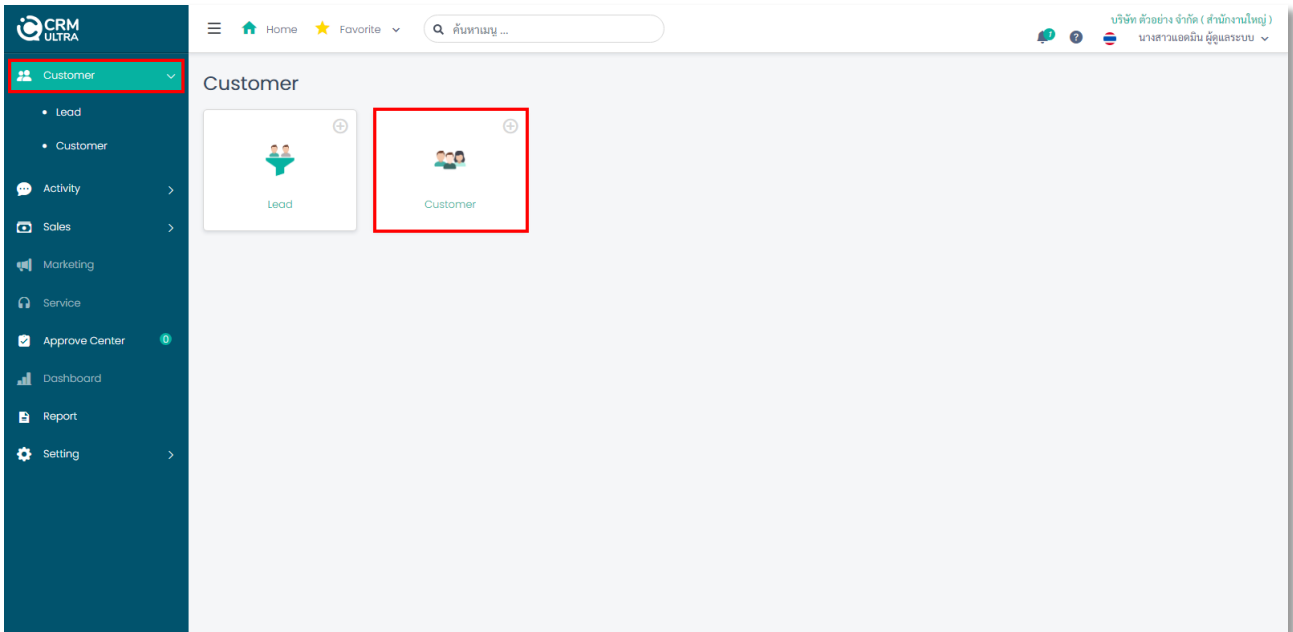 CRM
ULTRA
Home
Favorite
ค้นหาเมนู ...
7
?
บริษัท ตัวอย่าง จำกัด ( สำนักงานใหญ่ )
นางสาวแอดมิน ผู้ดูแลระบบ
Customer
Lead
Customer
Activity
Sales
Marketing
Service
Approve Center 0
Dashboard
Report
Setting
Customer
Lead
Customer